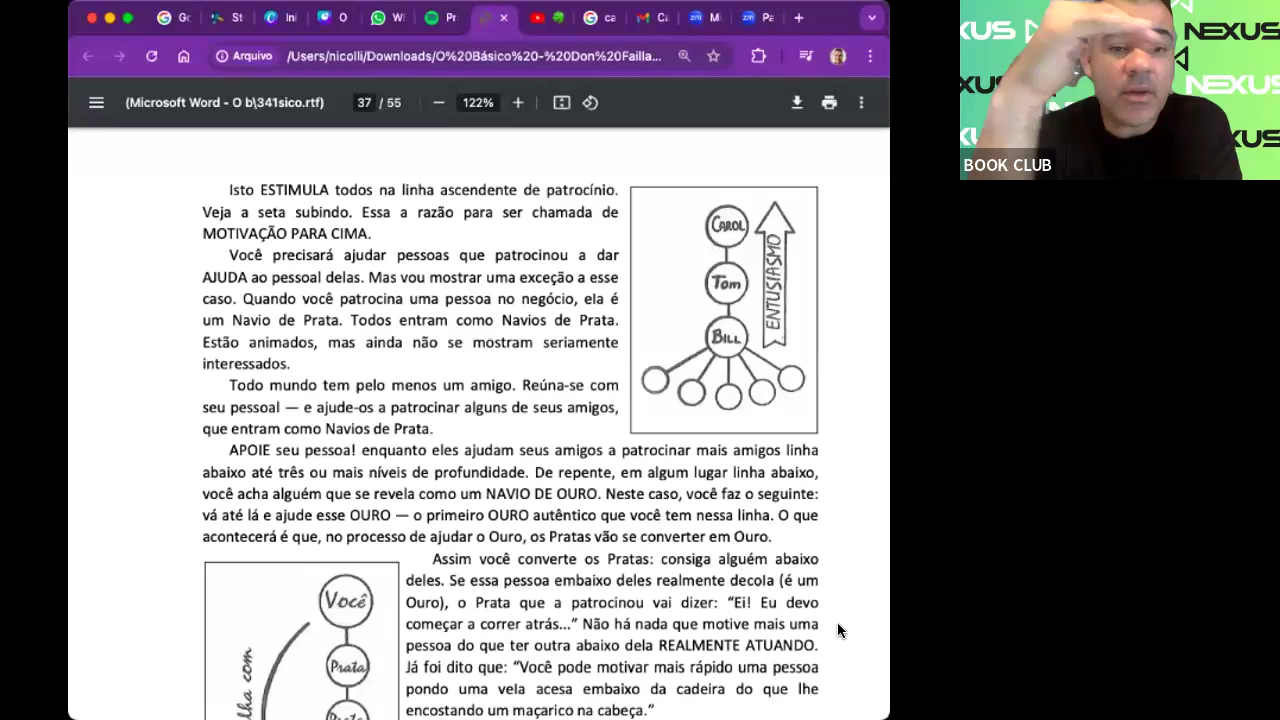 Gc
St
Ini
O
WI
Pr
ca
Ca
Mi
Pa
Arquivo
/Users/nicolli/Downloads/O%20Básico%20-%20Don%20Failla...
(Microsoft Word - O b\341sico.rtf)
37 / 55
122%
NEXUS
BOOK CLUB
Isto ESTIMULA todos na linha ascendente de patrocínio.
Veja a seta subindo. Essa a razão para ser chamada de
MOTIVAÇÃO PARA CIMA.
Você precisará ajudar pessoas que patrocinou a dar
AJUDA ao pessoal delas. Mas vou mostrar uma exceção a esse
caso. Quando você patrocina uma pessoa no negócio, ela é
um Navio de Prata. Todos entram como Navios de Prata.
Estão animados, mas ainda não se mostram seriamente
interessados.
Todo mundo tem pelo menos um amigo. Reúna-se com
seu pessoal — e ajude-os a patrocinar alguns de seus amigos,
que entram como Navios de Prata.
CAROL
TOM
BILL
ENTUSIASMO
APOIE seu pessoa! enquanto eles ajudam seus amigos a patrocinar mais amigos linha
abaixo até três ou mais níveis de profundidade. De repente, em algum lugar linha abaixo,
você acha alguém que se revela como um NAVIO DE OURO. Neste caso, você faz o seguinte:
vá até lá e ajude esse OURO — o primeiro OURO autêntico que você tem nessa linha. O que
acontecerá é que, no processo de ajudar o Ouro, os Pratas vão se converter em Ouro.
Assim você converte os Pratas: consiga alguém abaixo
deles. Se essa pessoa embaixo deles realmente decola (é um
Ouro), o Prata que a patrocinou vai dizer: “Ei! Eu devo
começar a correr atrás...” Não há nada que motive mais uma
pessoa do que ter outra abaixo dela REALMENTE ATUANDO.
Já foi dito que: “Você pode motivar mais rápido uma pessoa
pondo uma vela acesa embaixo da cadeira do que lhe
encostando um maçarico na cabeça.”
Você
Prata
lha com